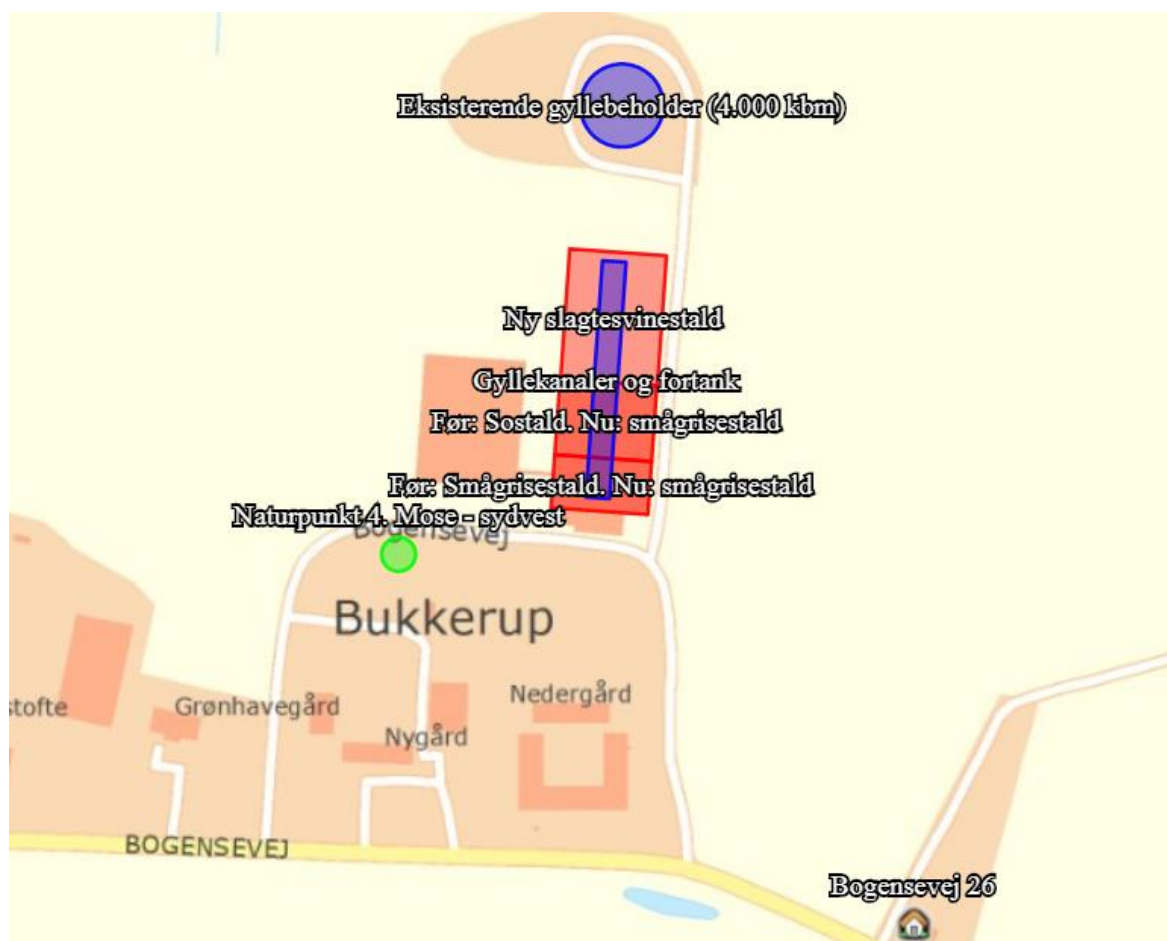 Eksisterende gyllebeholder (4.000 kbm)
Ny slagtesvinestald
Gyllekanaler og fortank
Før: Sostald. Nu: smågrisestald
Før: Smågrisestald. Nu: smågrisestald
Naturpunkt 4. Mose - sydvest
Bogensevej
Bukkerup
Nedergård
stofte
Grønhavegård
Nygård
BOGENSEVEJ
Bogensevej 26